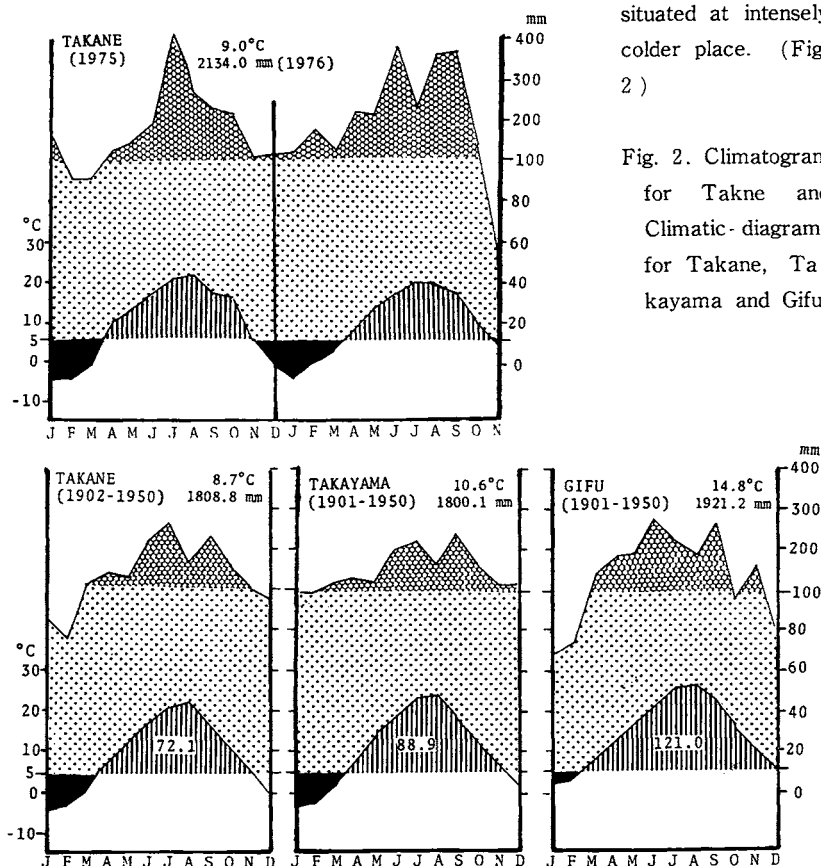 situated at intensely
colder place. (Fig
2 )
Fig. 2. Climatogram
for Takne and
Climatic-diagram
for Takane, Ta
kayama and Gifu
TAKANE
(1975)
9.0°C
2134.0 mm (1976)
mm
400
300
200
100
80
60
40
20
0
°C
30
20
10
5
0
-10
J F M A M J J A S O N D J F M A M J J A S O N
TAKANE
(1902-1950)
8.7°C
1808.8 mm
72.1
TAKAYAMA
(1901-1950)
10.6°C
1800.1 mm
88.9
GIFU
(1901-1950)
14.8°C
1921.2 mm
121.0
mm
400
300
200
100
80
60
40
20
0
°C
30
20
10
5
0
-10
J F M A M J J A S O N D
J F M A M J J A S O N D
J F M A M J J A S O N D